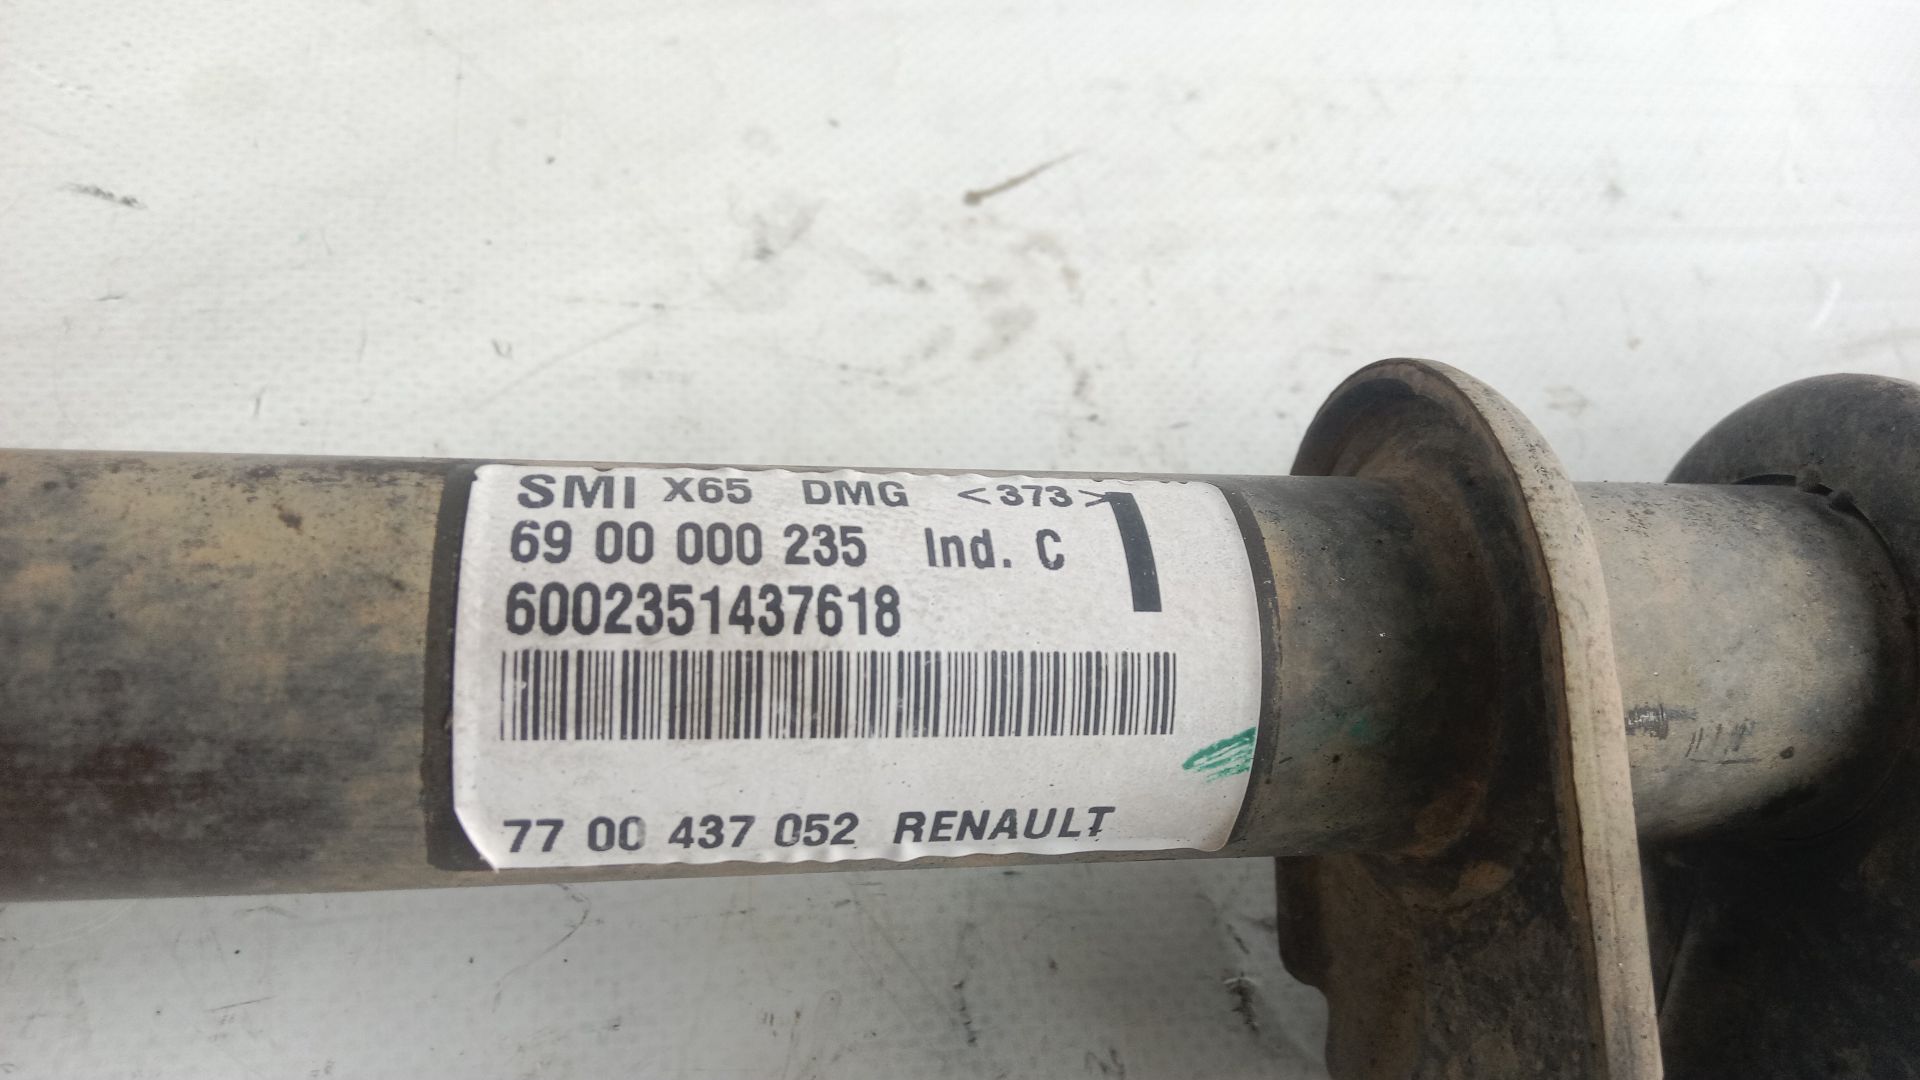 SMI X65 DMG <373>
69 00 000 235 Ind. C
6002351437618
77 00 437 052 RENAULT